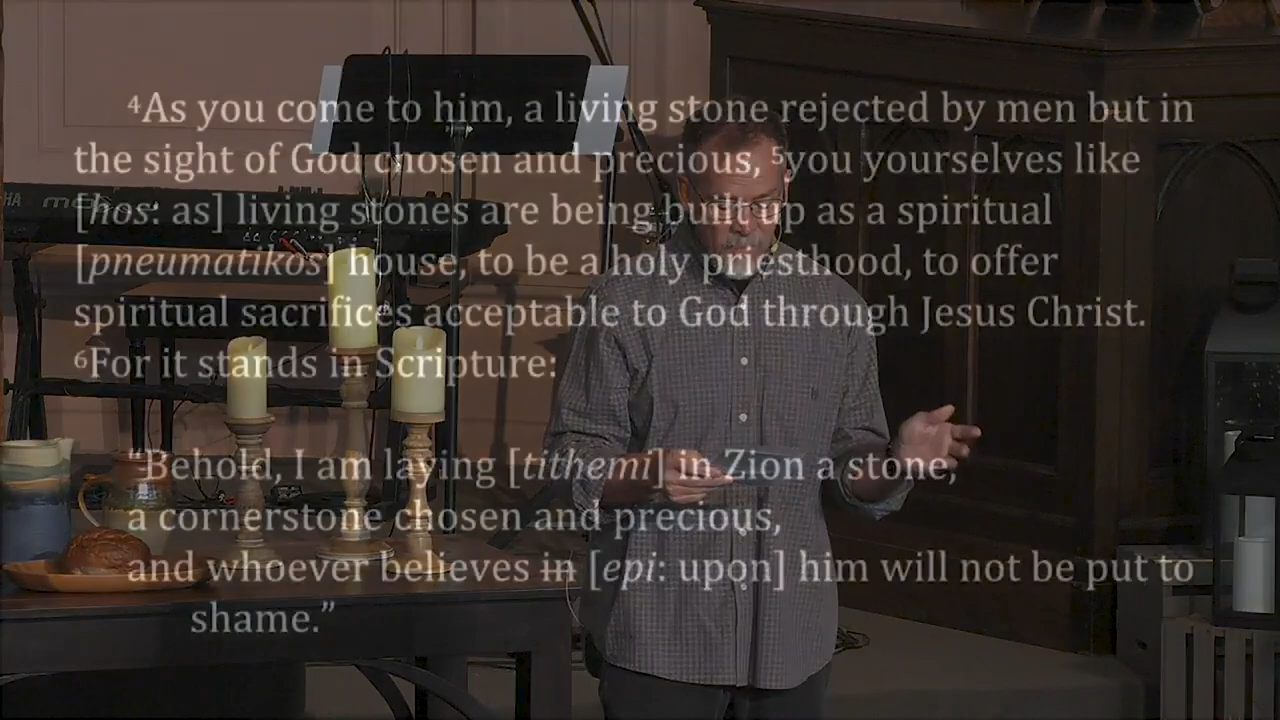 ⁴As you come to him, a living stone rejected by men but in
the sight of God chosen and precious, ⁵you yourselves like
[hos: as] living stones are being built up as a spiritual
[pneumatikos] house, to be a holy priesthood, to offer
spiritual sacrifices acceptable to God through Jesus Christ.
⁶For it stands in Scripture:
“Behold, I am laying [tithemi] in Zion a stone,
a cornerstone chosen and precious,
and whoever believes in [epi: upon] him will not be put to
shame.”